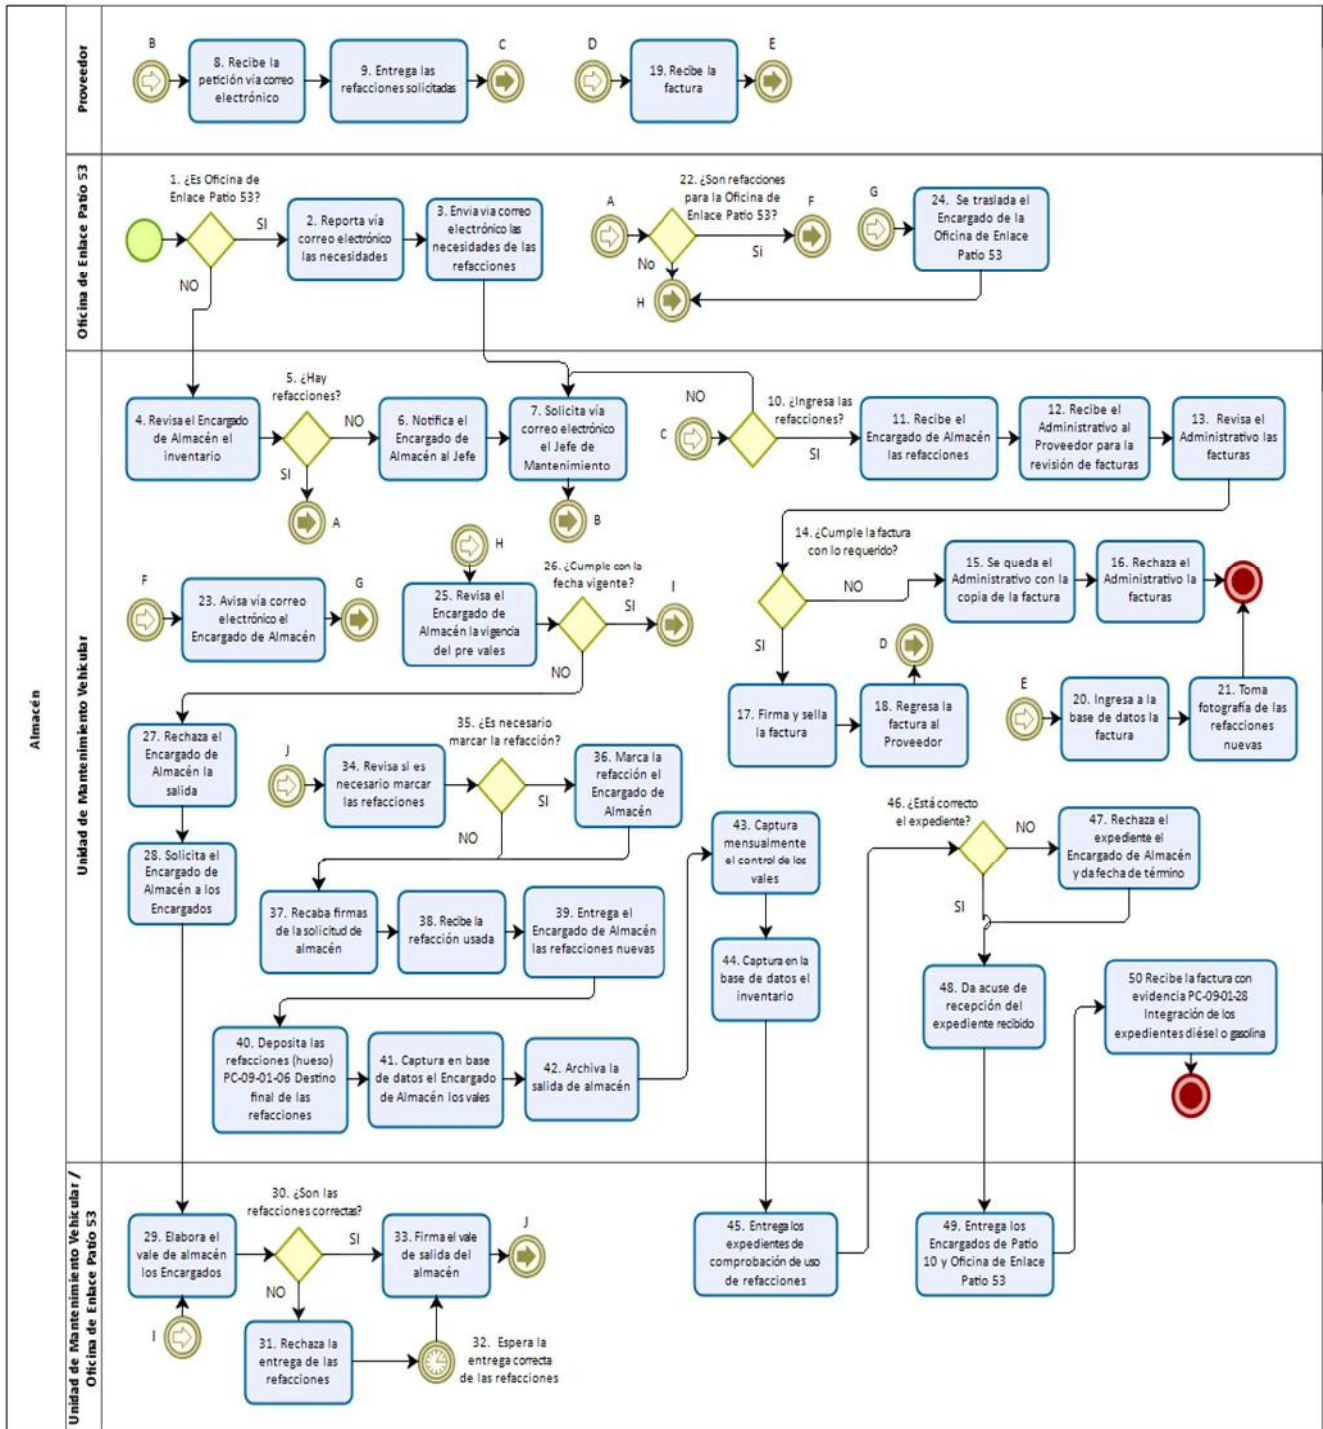 Almacén
Proveedor
B
8. Recibe la
petición vía correo
electrónico
9. Entrega las
refacciones solicitadas
C
D
19. Recibe la
factura
E
Oficina de Enlace Patio 53
1. ¿Es Oficina de
Enlace Patio 53?
SI
NO
2. Reporta vía
correo electrónico
las necesidades
3. Envia via correo
electrónico las
necesidades de las
refacciones
A
22. ¿Son refacciones
para la Oficina de
Enlace Patio 53?
Si
No
F
H
G
24. Se traslada el
Encargado de la
Oficina de Enlace
Patio 53
Unidad de Mantenimiento Vehicular
4. Revisa el Encargado
de Almacén el
inventario
5. ¿Hay
refacciones?
NO
SI
A
6. Notifica el
Encargado de
Almacén al Jefe
7. Solicita vía
correo electrónico
el Jefe de
Mantenimiento
B
C
NO
10. ¿Ingresa las
refacciones?
SI
11. Recibe el
Encargado de Almacén
las refacciones
12. Recibe el
Administrativo al
Proveedor para la
revisión de facturas
13. Revisa el
Administrativo las
facturas
14. ¿Cumple la factura
con lo requerido?
NO
SI
15. Se queda el
Administrativo con la
copia de la factura
16. Rechaza el
Administrativo la
facturas
F
23. Avisa vía correo
electrónico el
Encargado de Almacén
G
H
25. Revisa el
Encargado de
Almacén la vigencia
del pre vales
26. ¿Cumple con la
fecha vigente?
SI
I
NO
17. Firma y sella
la factura
18. Regresa la
factura al
Proveedor
D
E
20. Ingresa a la
base de datos la
factura
21. Toma
fotografía de las
refacciones
nuevas
27. Rechaza el
Encargado de
Almacén la
salida
28. Solicita el
Encargado de
Almacén a los
Encargados
J
34. Revisa si es
necesario marcar
las refacciones
35. ¿Es necesario
marcar la refacción?
SI
NO
36. Marca la
refacción el
Encargado de
Almacén
37. Recaba firmas
de la solicitud de
almacén
38. Recibe la
refacción usada
39. Entrega el
Encargado de Almacén
las refacciones nuevas
40. Deposita las
refacciones (hueso)
PC-09-01-06 Destino
final de las
refacciones
41. Captura en base
de datos el Encargado
de Almacén los vales
42. Archiva la
salida de almacén
43. Captura
mensualmente
el control de los
vales
44. Captura en la
base de datos el
inventario
46. ¿Está correcto
el expediente?
NO
SI
47. Rechaza el
expediente el
Encargado de Almacén
y da fecha de término
48. Da acuse de
recepción del
expediente recibido
50 Recibe la factura con
evidencia PC-09-01-28
Integración de los
expedientes diésel o gasolina
Unidad de Mantenimiento Vehicular /
Oficina de Enlace Patio 53
29. Elabora el
vale de almacén
los Encargados
I
30. ¿Son las
refacciones correctas?
SI
NO
31. Rechaza la
entrega de las
refacciones
32. Espera la
entrega correcta
de las refacciones
33. Firma el vale
de salida del
almacén
J
45. Entrega los
expedientes de
comprobación de uso
de refacciones
49. Entrega los
Encargados de Patio
10 y Oficina de Enlace
Patio 53